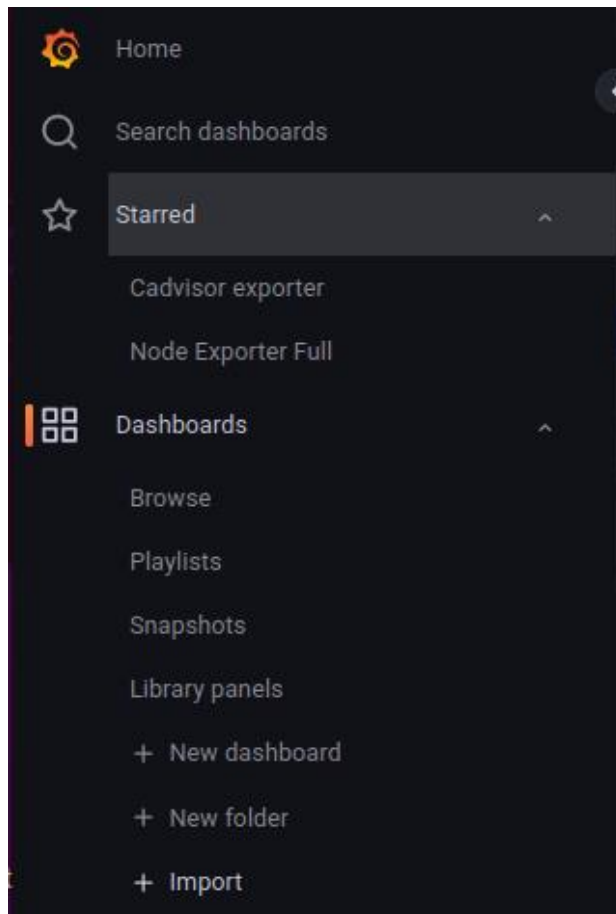 Home
Search dashboards
Starred
Cadvisor exporter
Node Exporter Full
Dashboards
Browse
Playlists
Snapshots
Library panels
+ New dashboard
+ New folder
+ Import